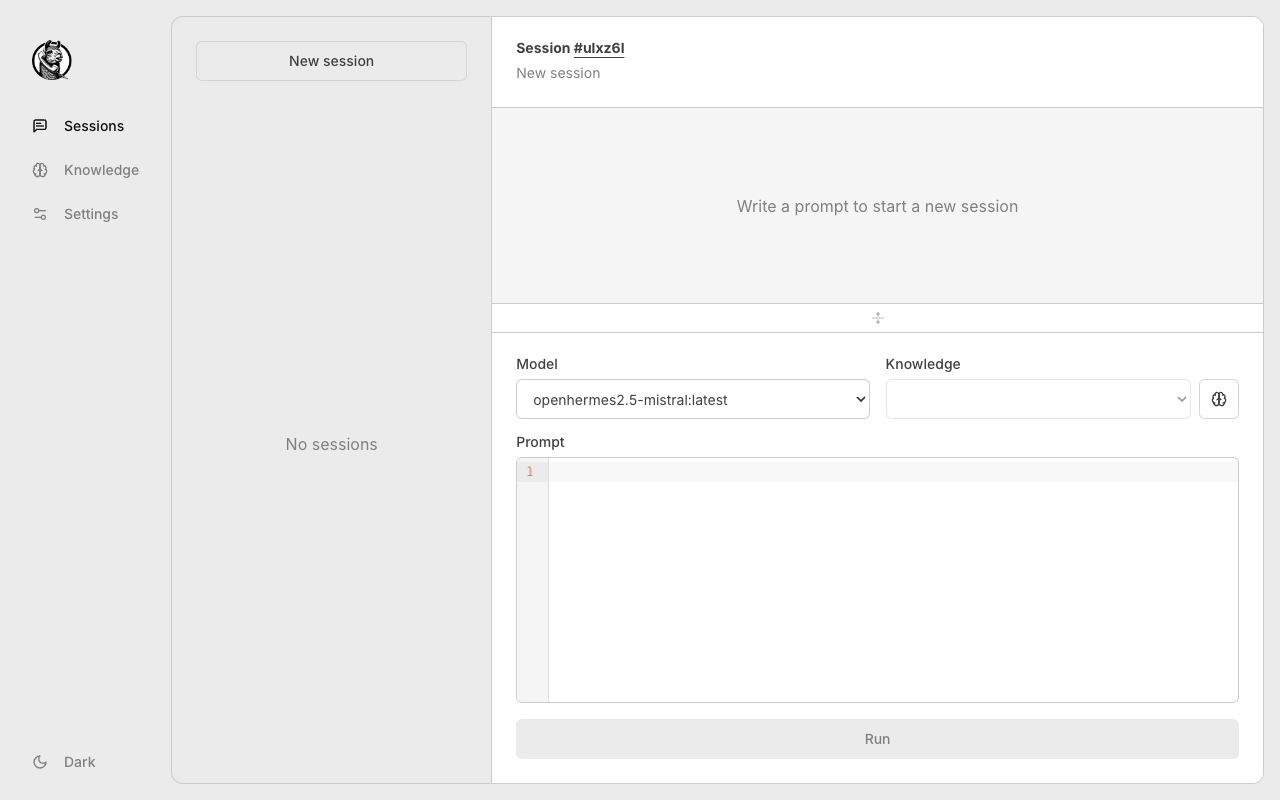 Sessions
Knowledge
Settings
Dark
New session
No sessions
Session #ulxz6l
New session
Write a prompt to start a new session
Model
Knowledge
openhermes2.5-mistral:latest
Prompt
1
Run